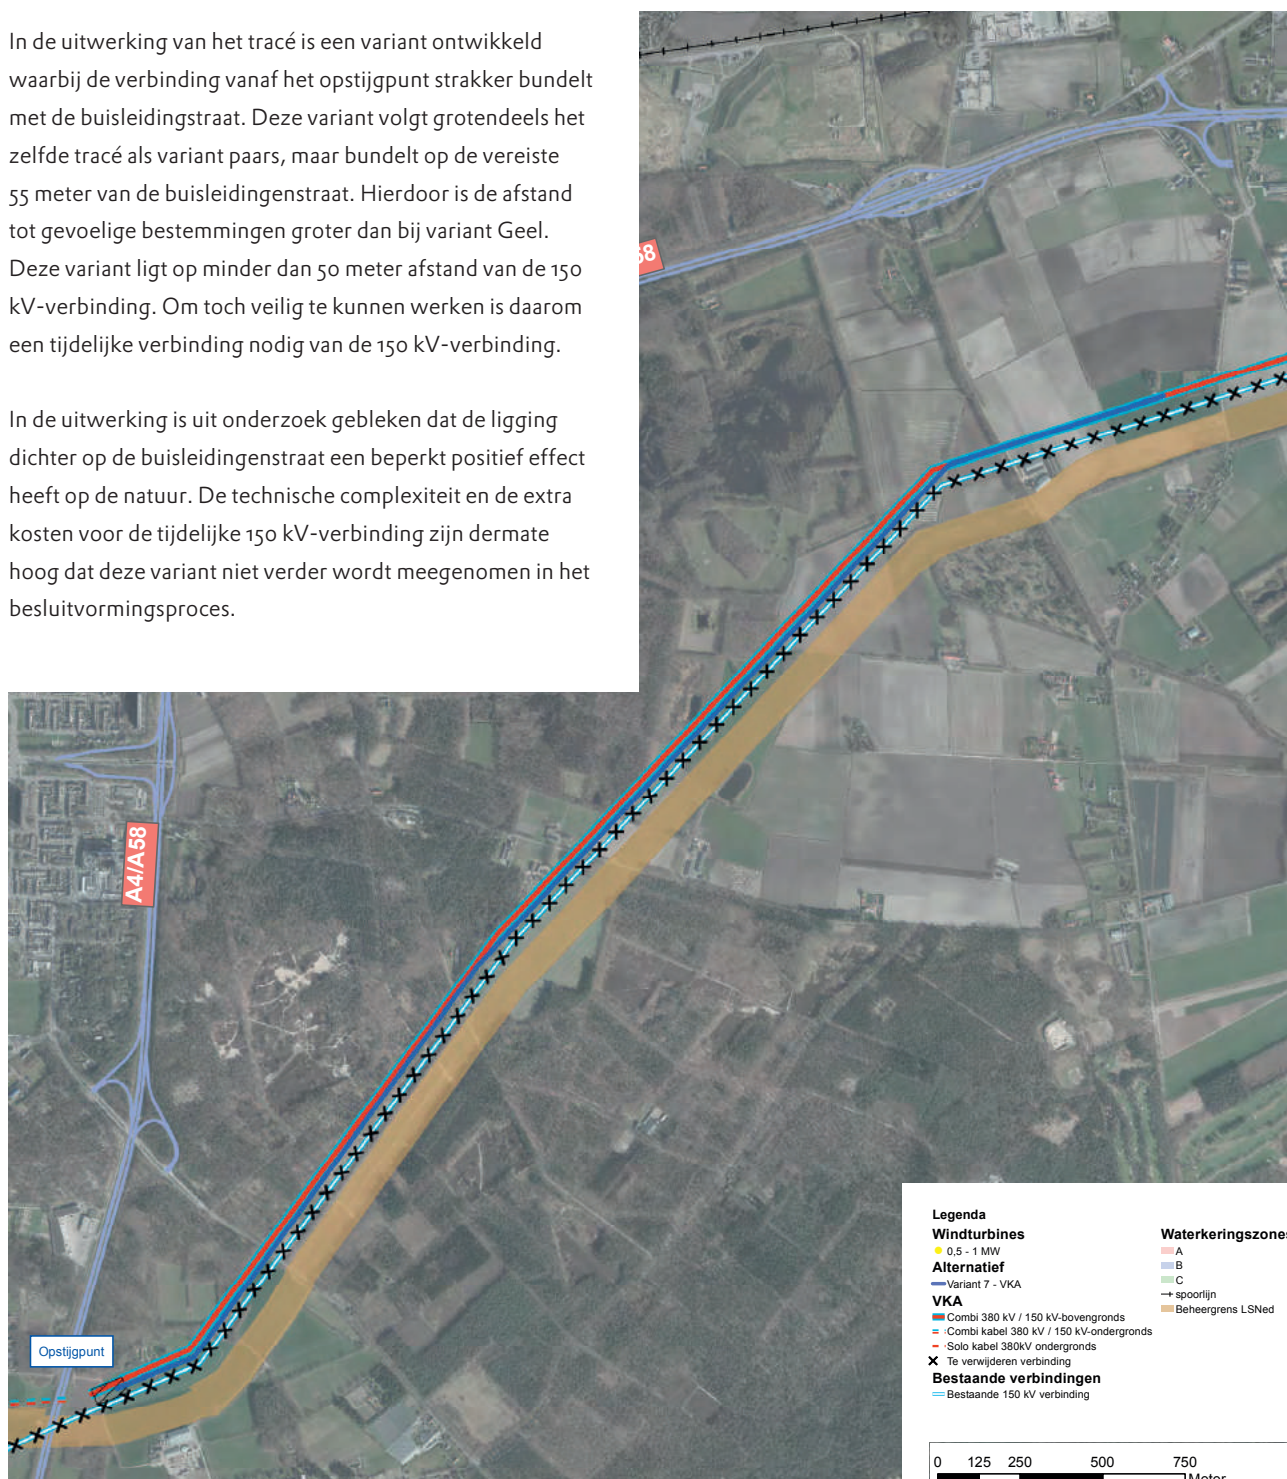 In de uitwerking van het tracé is een variant ontwikkeld
waarbij de verbinding vanaf het opstijgpunt strakker bundelt
met de buisleidingstraat. Deze variant volgt grotendeels het
zelfde tracé als variant paars, maar bundelt op de vereiste
55 meter van de buisleidingenstraat. Hierdoor is de afstand
tot gevoelige bestemmingen groter dan bij variant Geel.
Deze variant ligt op minder dan 50 meter afstand van de 150
kV-verbinding. Om toch veilig te kunnen werken is daarom
een tijdelijke verbinding nodig van de 150 kV-verbinding.
In de uitwerking is uit onderzoek gebleken dat de ligging
dichter op de buisleidingenstraat een beperkt positief effect
heeft op de natuur. De technische complexiteit en de extra
kosten voor de tijdelijke 150 kV-verbinding zijn dermate
hoog dat deze variant niet verder wordt meegenomen in het
besluitvormingsproces.
58
A4/A58
Opstijgpunt
Legenda
Windturbines
0,5 - 1 MW
Alternatief
Variant 7 - VKA
VKA
Combi 380 kV / 150 kV-bovengronds
Combi kabel 380 kV / 150 kV-ondergronds
Solo kabel 380kV ondergronds
Te verwijderen verbinding
Bestaande verbindingen
Bestaande 150 kV verbinding
Waterkeringszones
A
B
C
spoorlijn
Beheergrens LSNed
0 125 250 500 750
Meter